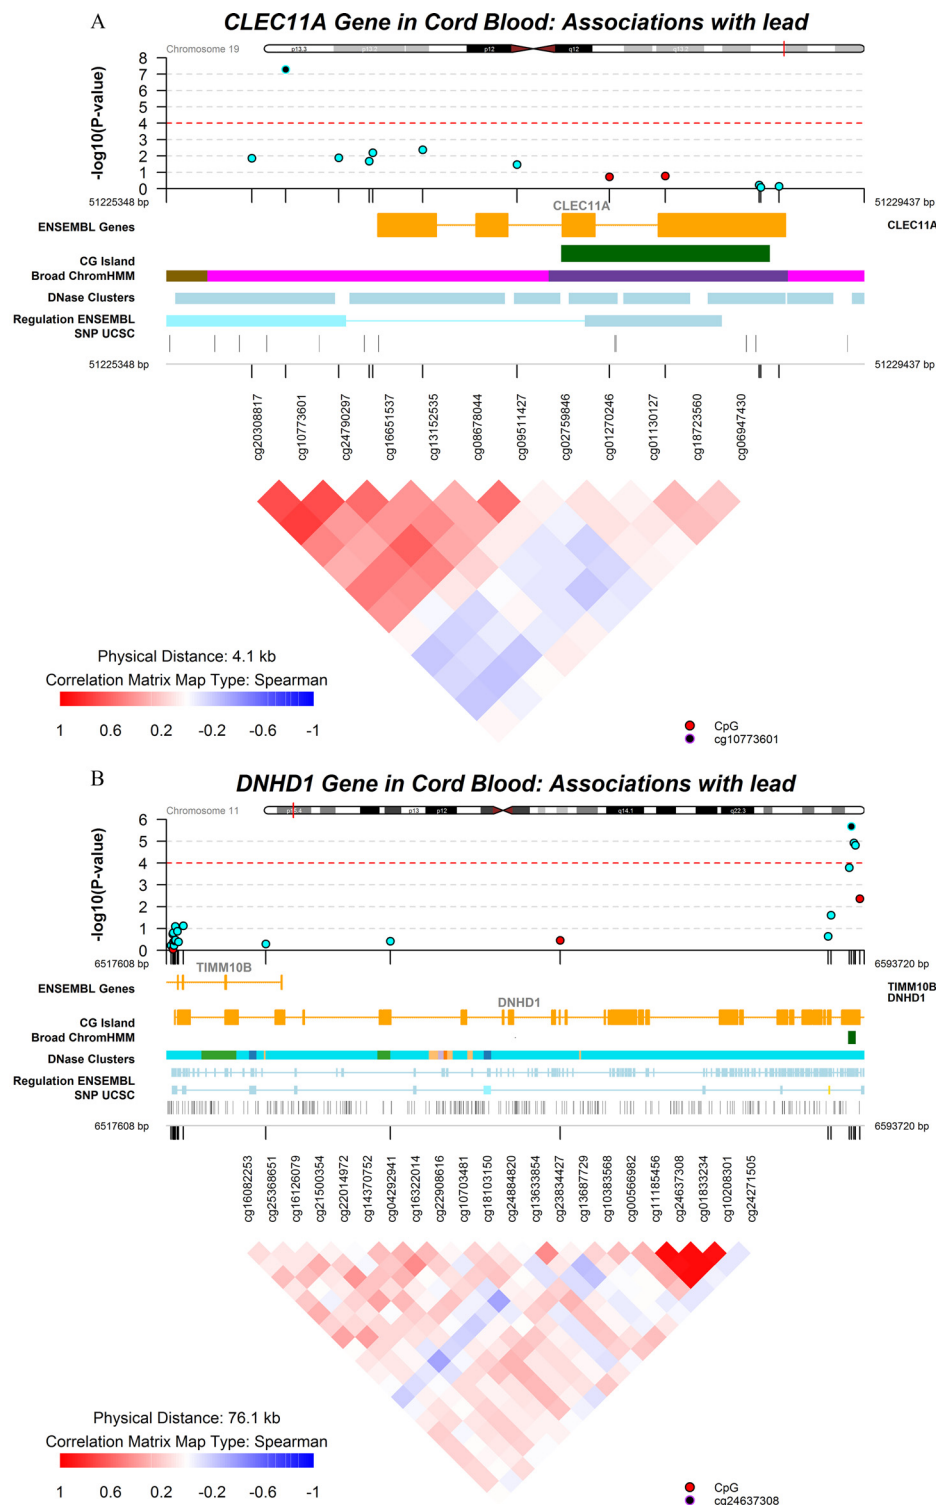 A
CLEC11A Gene in Cord Blood: Associations with lead
Chromosome 19
p13.3
p12
q12
8
7
6
5
4
3
2
1
0
-log10(P-value)
51225348 bp
51229437 bp
CLEC11A
ENSEMBL Genes
CLEC11A
CG Island
Broad ChromHMM
DNase Clusters
Regulation ENSEMBL
SNP UCSC
51225348 bp
51229437 bp
cg20308817
cg10773601
cg24790297
cg16651537
cg13152535
cg08678044
cg09511427
cg02759846
cg01270246
cg01130127
cg18723560
cg06947430
Physical Distance: 4.1 kb
Correlation Matrix Map Type: Spearman
1 0.6 0.2 -0.2 -0.6 -1
CpG
cg10773601
B
DNHD1 Gene in Cord Blood: Associations with lead
Chromosome 11
p13
p12
q14.1
q22.3
6
5
4
3
2
1
0
-log10(P-value)
6517608 bp
6593720 bp
TIMM10B
ENSEMBL Genes
TIMM10B
DNHD1
DNHD1
CG Island
Broad ChromHMM
DNase Clusters
Regulation ENSEMBL
SNP UCSC
6517608 bp
6593720 bp
cg16082253
cg25368651
cg16126079
cg21500354
cg22014972
cg14370752
cg04292941
cg16322014
cg22908616
cg10703481
cg18103150
cg24884820
cg13633854
cg23834427
cg13687729
cg10383568
cg00566982
cg11185456
cg24637308
cg01833234
cg10208301
cg24271505
Physical Distance: 76.1 kb
Correlation Matrix Map Type: Spearman
1 0.6 0.2 -0.2 -0.6 -1
CpG
cg24637308